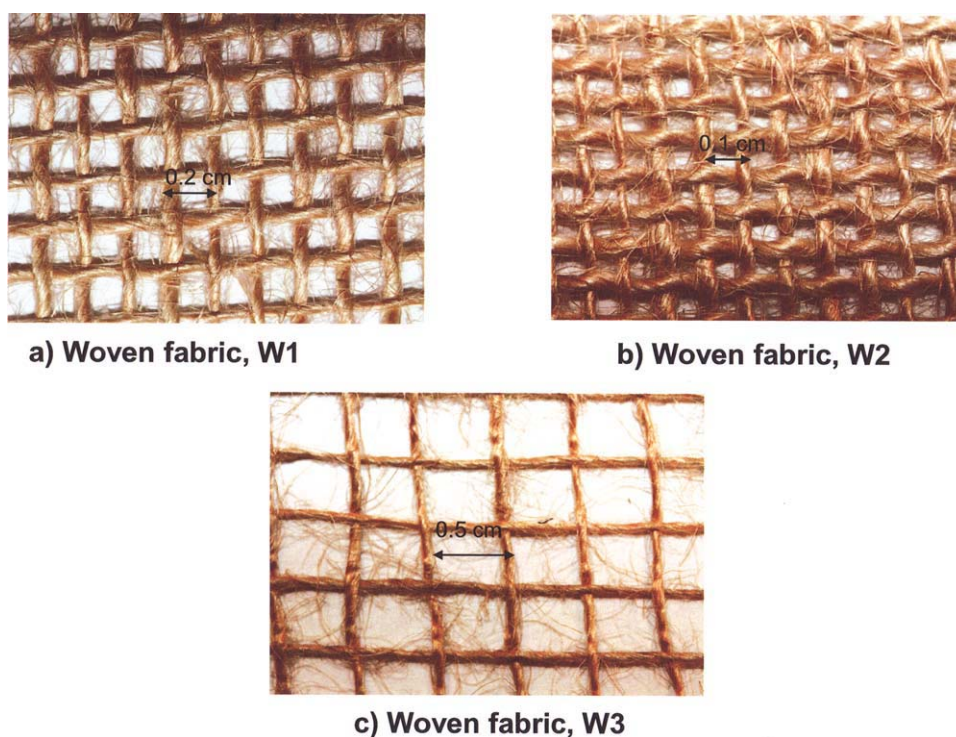 0.2 cm
0.1 cm
a) Woven fabric, W1
b) Woven fabric, W2
0.5 cm
c) Woven fabric, W3